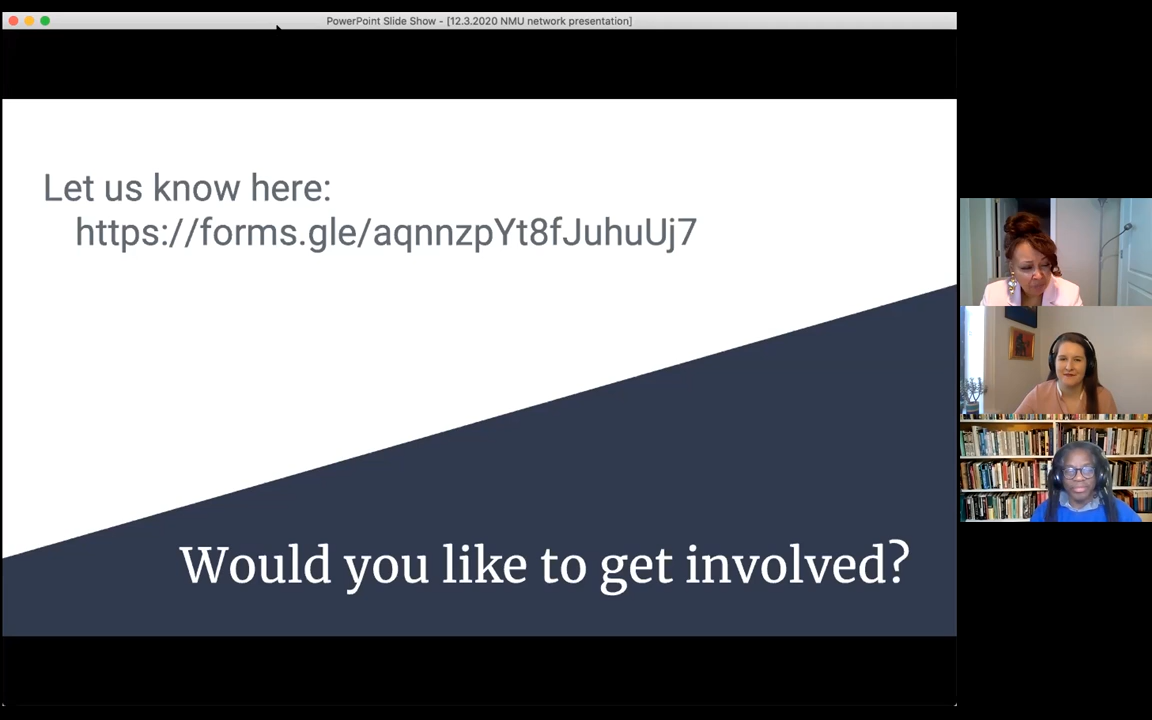 PowerPoint Slide Show - [12.3.2020 NMU network presentation]
Let us know here:
https://forms.gle/aqnnzpYt8fJuhuUj7
Would you like to get involved?